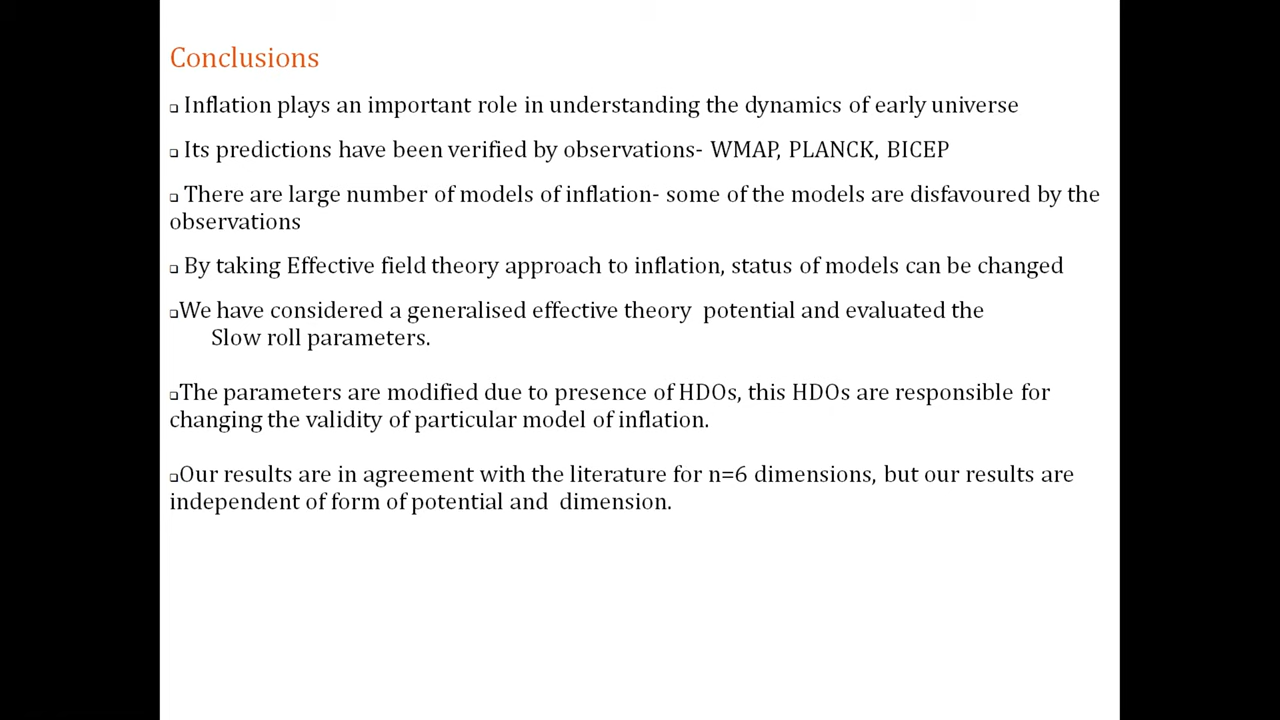 Conclusions
❑ Inflation plays an important role in understanding the dynamics of early universe
❑ Its predictions have been verified by observations- WMAP, PLANCK, BICEP
❑ There are large number of models of inflation- some of the models are disfavoured by the
observations
❑ By taking Effective field theory approach to inflation, status of models can be changed
❑We have considered a generalised effective theory  potential and evaluated the
Slow roll parameters.
❑The parameters are modified due to presence of HDOs, this HDOs are responsible for
changing the validity of particular model of inflation.
❑Our results are in agreement with the literature for n=6 dimensions, but our results are
independent of form of potential and  dimension.